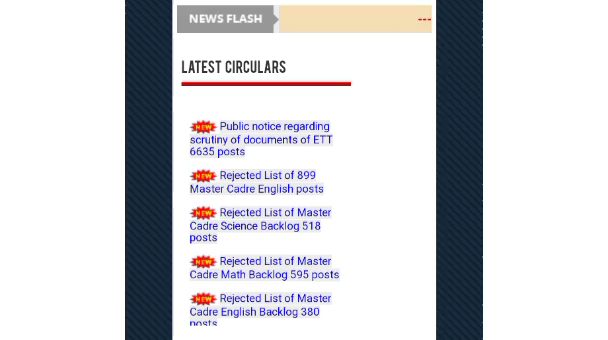 NEWS FLASH
---
LATEST CIRCULARS
NEW Public notice regarding
scrutiny of documents of ETT
6635 posts
NEW Rejected List of 899
Master Cadre English posts
NEW Rejected List of Master
Cadre Science Backlog 518
posts
NEW Rejected List of Master
Cadre Math Backlog 595 posts
NEW Rejected List of Master
Cadre English Backlog 380
posts